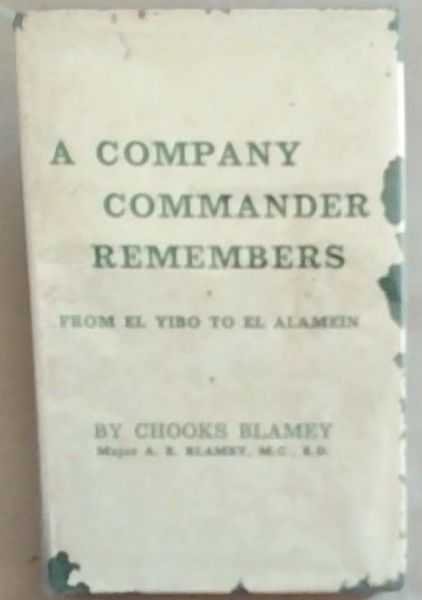 A COMPANY
COMMANDER
REMEMBERS
FROM EL YIBO TO EL ALAMEIN
BY CHOOKS BLAMEY
Major A. E. BLAMEY, M.C., E.D.